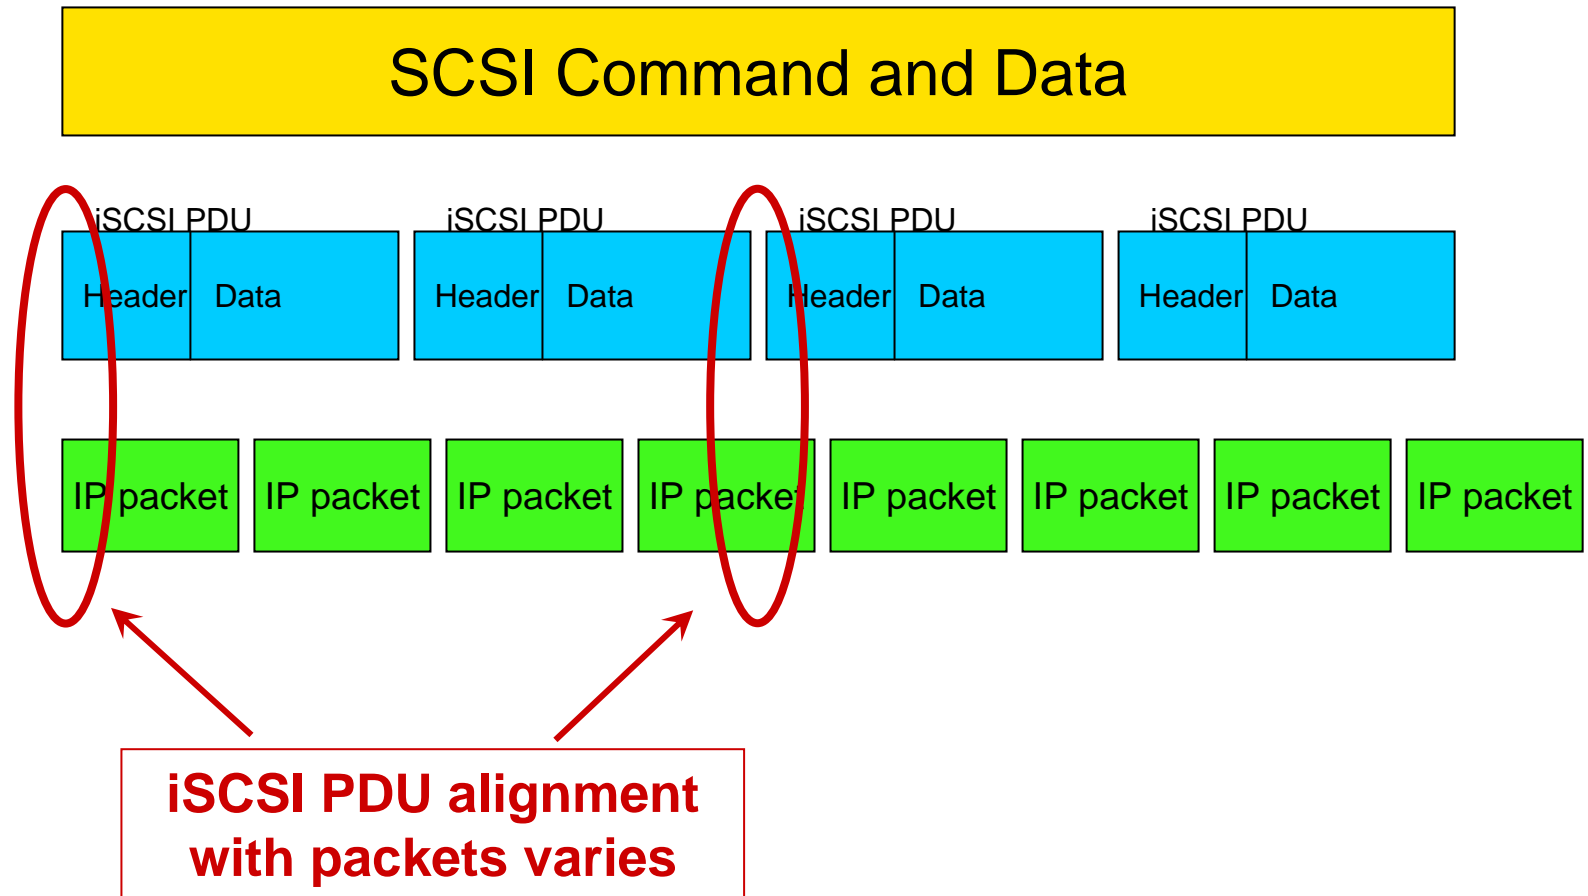 SCSI Command and Data
iSCSI PDU iSCSI PDU iSCSI PDU iSCSI PDU
Header Data Header Data Header Data Header Data
IP packet IP packet IP packet IP packet IP packet IP packet IP packet IP packet
iSCSI PDU alignment
with packets varies